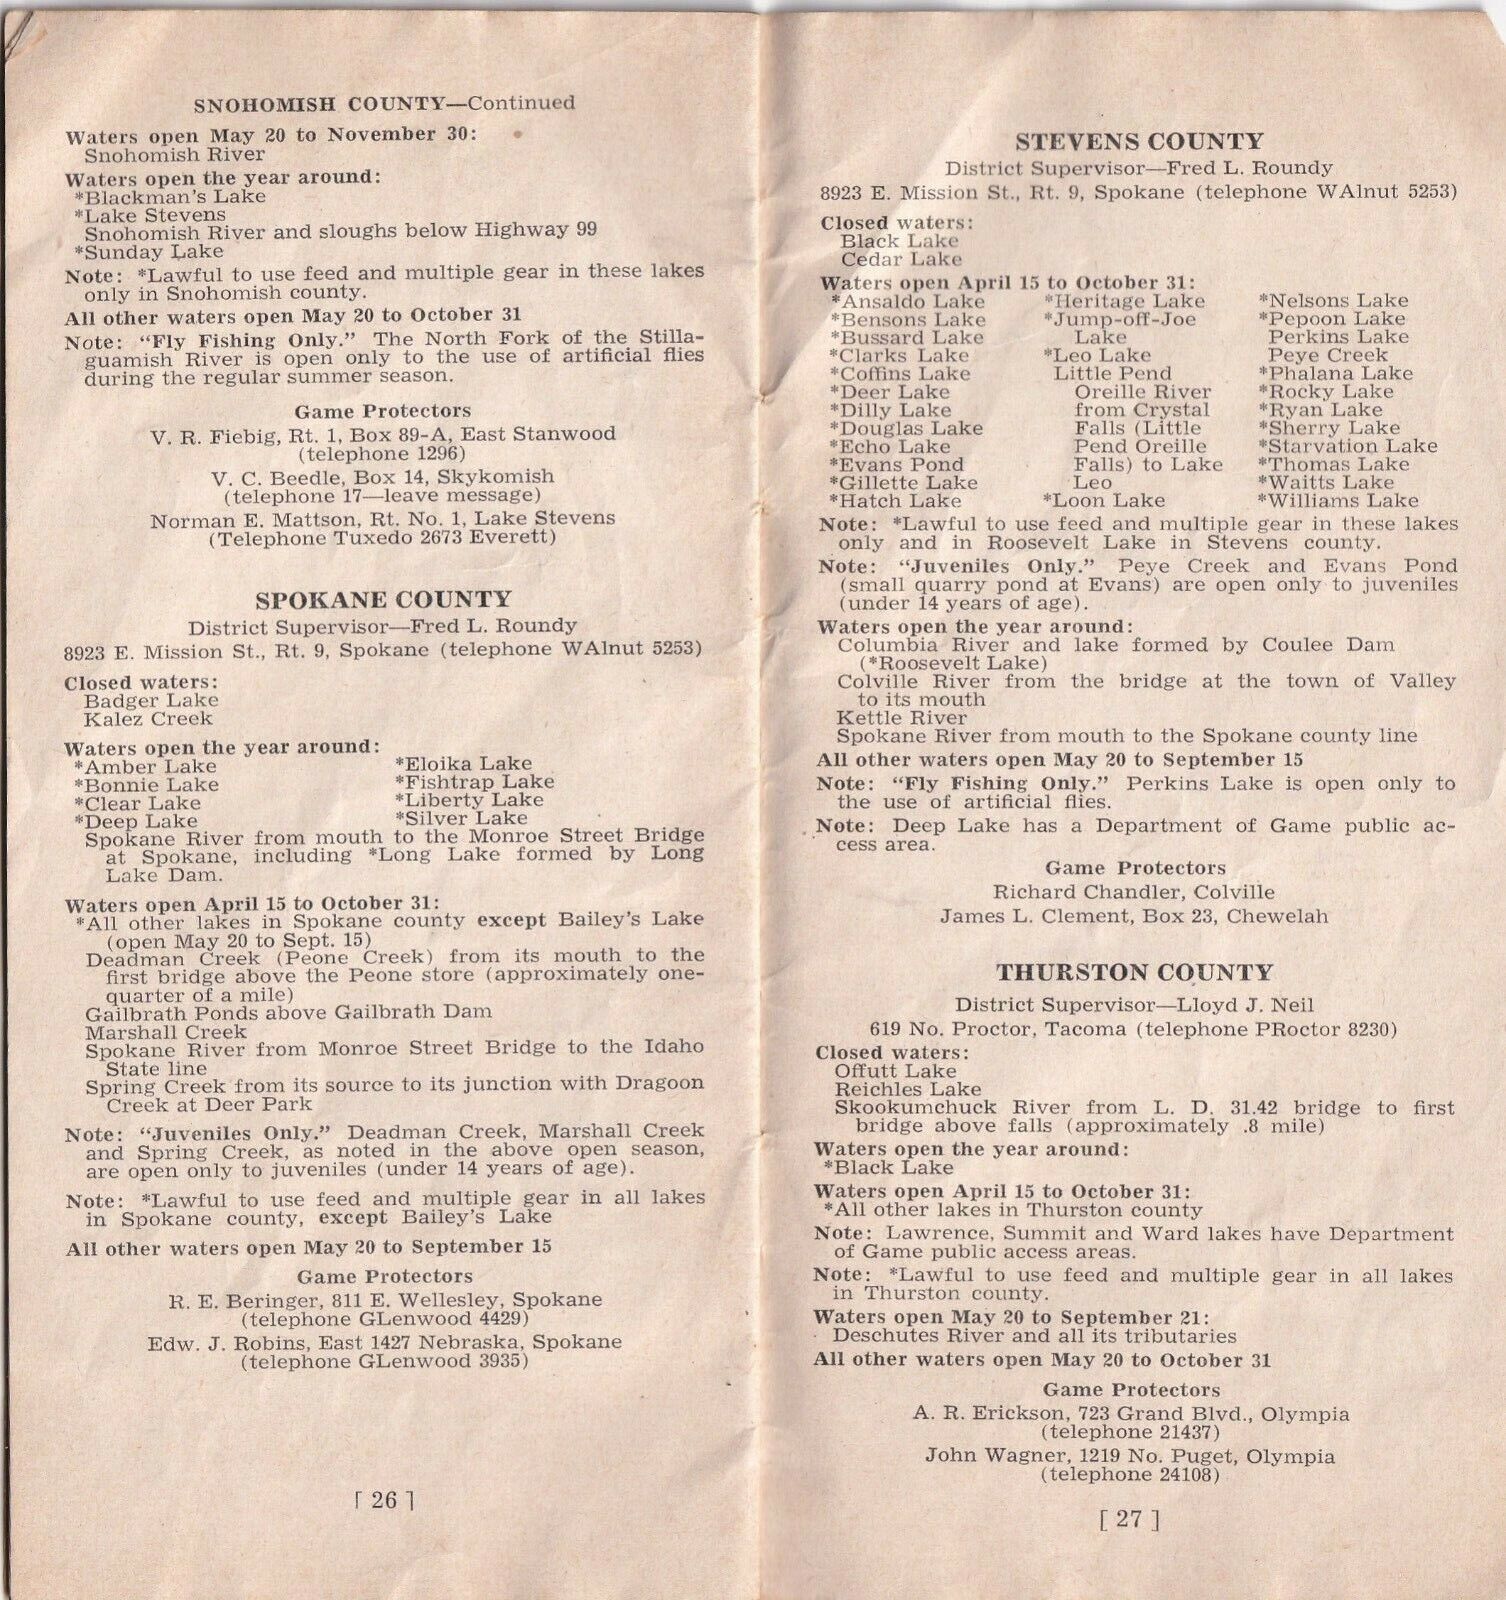 SNOHOMISH COUNTY—Continued
Waters open May 20 to November 30:
Snohomish River
Waters open the year around:
*Blackman's Lake
*Lake Stevens
Snohomish River and sloughs below Highway 99
*Sunday Lake
Note: *Lawful to use feed and multiple gear in these lakes
only in Snohomish county.
All other waters open May 20 to October 31
Note: “Fly Fishing Only.” The North Fork of the Stilla-
guamish River is open only to the use of artificial flies
during the regular summer season.
Game Protectors
V. R. Fiebig, Rt. 1, Box 89-A, East Stanwood
(telephone 1296)
V. C. Beedle, Box 14, Skykomish
(telephone 17—leave message)
Norman E. Mattson, Rt. No. 1, Lake Stevens
(Telephone Tuxedo 2673 Everett)
SPOKANE COUNTY
District Supervisor—Fred L. Roundy
8923 E. Mission St., Rt. 9, Spokane (telephone WAlnut 5253)
Closed waters:
Badger Lake
Kalez Creek
Waters open the year around:
*Amber Lake
*Bonnie Lake
*Clear Lake
*Deep Lake
*Eloika Lake
*Fishtrap Lake
*Liberty Lake
*Silver Lake
Spokane River from mouth to the Monroe Street Bridge
at Spokane, including *Long Lake formed by Long
Lake Dam.
Waters open April 15 to October 31:
*All other lakes in Spokane county except Bailey's Lake
(open May 20 to Sept. 15)
Deadman Creek (Peone Creek) from its mouth to the
first bridge above the Peone store (approximately one-
quarter of a mile)
Gailbrath Ponds above Gailbrath Dam
Marshall Creek
Spokane River from Monroe Street Bridge to the Idaho
State line
Spring Creek from its source to its junction with Dragoon
Creek at Deer Park
Note: “Juveniles Only.” Deadman Creek, Marshall Creek
and Spring Creek, as noted in the above open season,
are open only to juveniles (under 14 years of age).
Note: *Lawful to use feed and multiple gear in all lakes
in Spokane county, except Bailey's Lake
All other waters open May 20 to September 15
Game Protectors
R. E. Beringer, 811 E. Wellesley, Spokane
(telephone GLenwood 4429)
Edw. J. Robins, East 1427 Nebraska, Spokane
(telephone GLenwood 3935)
[ 26 ]
STEVENS COUNTY
District Supervisor—Fred L. Roundy
8923 E. Mission St., Rt. 9, Spokane (telephone WAlnut 5253)
Closed waters:
Black Lake
Cedar Lake
Waters open April 15 to October 31:
*Ansaldo Lake
*Bensons Lake
*Bussard Lake
*Clarks Lake
*Coffins Lake
*Deer Lake
*Dilly Lake
*Douglas Lake
*Echo Lake
*Evans Pond
*Gillette Lake
*Hatch Lake
*Heritage Lake
*Jump-off-Joe
Lake
*Leo Lake
Little Pend
Oreille River
from Crystal
Falls (Little
Pend Oreille
Falls) to Lake
Leo
*Loon Lake
*Nelsons Lake
*Pepoon Lake
Perkins Lake
Peye Creek
*Phalana Lake
*Rocky Lake
*Ryan Lake
*Sherry Lake
*Starvation Lake
*Thomas Lake
*Waitts Lake
*Williams Lake
Note: *Lawful to use feed and multiple gear in these lakes
only and in Roosevelt Lake in Stevens county.
Note: “Juveniles Only.” Peye Creek and Evans Pond
(small quarry pond at Evans) are open only to juveniles
(under 14 years of age).
Waters open the year around:
Columbia River and lake formed by Coulee Dam
(*Roosevelt Lake)
Colville River from the bridge at the town of Valley
to its mouth
Kettle River
Spokane River from mouth to the Spokane county line
All other waters open May 20 to September 15
Note: “Fly Fishing Only.” Perkins Lake is open only to
the use of artificial flies.
Note: Deep Lake has a Department of Game public ac-
cess area.
Game Protectors
Richard Chandler, Colville
James L. Clement, Box 23, Chewelah
THURSTON COUNTY
District Supervisor—Lloyd J. Neil
619 No. Proctor, Tacoma (telephone PRoctor 8230)
Closed waters:
Offutt Lake
Reichles Lake
Skookumchuck River from L. D. 31.42 bridge to first
bridge above falls (approximately .8 mile)
Waters open the year around:
*Black Lake
Waters open April 15 to October 31:
*All other lakes in Thurston county
Note: Lawrence, Summit and Ward lakes have Department
of Game public access areas.
Note: *Lawful to use feed and multiple gear in all lakes
in Thurston county.
Waters open May 20 to September 21:
Deschutes River and all its tributaries
All other waters open May 20 to October 31
Game Protectors
A. R. Erickson, 723 Grand Blvd., Olympia
(telephone 21437)
John Wagner, 1219 No. Puget, Olympia
(telephone 24108)
[ 27 ]